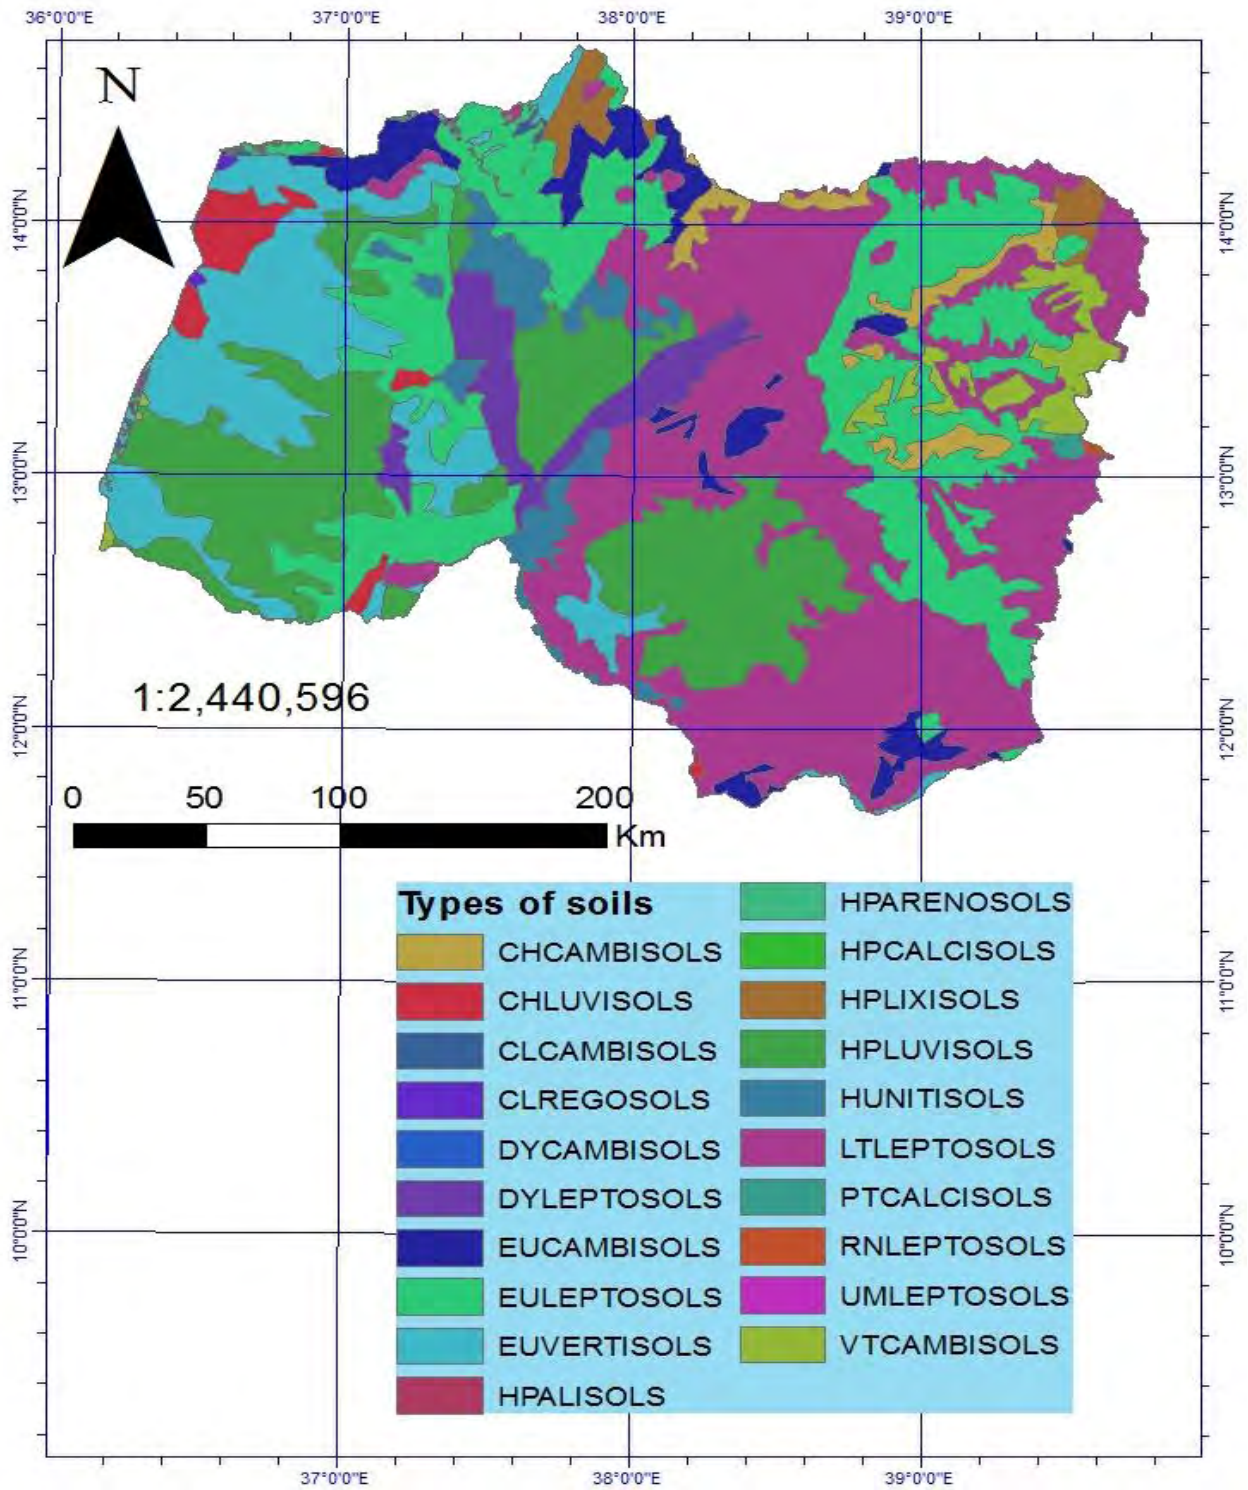 36°0'0"E 37°0'0"E 38°0'0"E 39°0'0"E
N
14°0'0"N 14°0'0"N
13°0'0"N 13°0'0"N
1:2,440,596
12°0'0"N 12°0'0"N
0 50 100 200
Km
Types of soils
CHCAMBISOLS
CHLUVISOLS
CLCAMBISOLS
CLREGOSOLS
DYCAMBISOLS
DYLEPTOSOLS
EUCAMBISOLS
EULEPTOSOLS
EUVERTISOLS
HPALISOLS
HPARENOSOLS
HPCALCISOLS
HPLIXISOLS
HPLUVISOLS
HUNITISOLS
LTLEPTOSOLS
PTCALCISOLS
RNLEPTOSOLS
UMLEPTOSOLS
VTCAMBISOLS
11°0'0"N 11°0'0"N
10°0'0"N 10°0'0"N
37°0'0"E 38°0'0"E 39°0'0"E